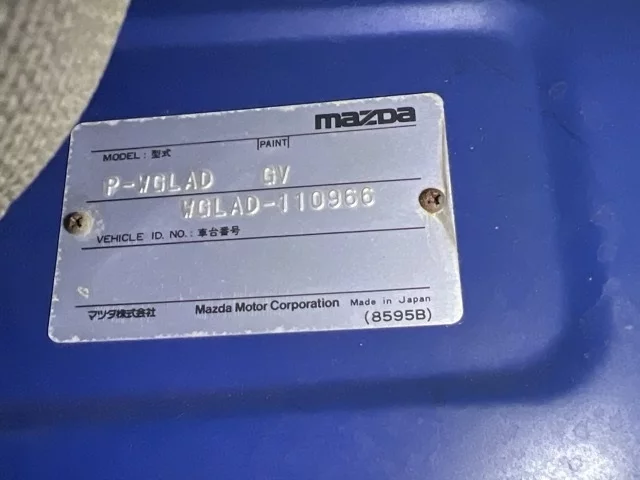 mazda
MODEL : 型式 PAINT
P-WGLAD GV
WGLAD-110966
VEHICLE ID. NO. : 車台番号
マツダ株式会社 Mazda Motor Corporation Made in Japan
(8595B)